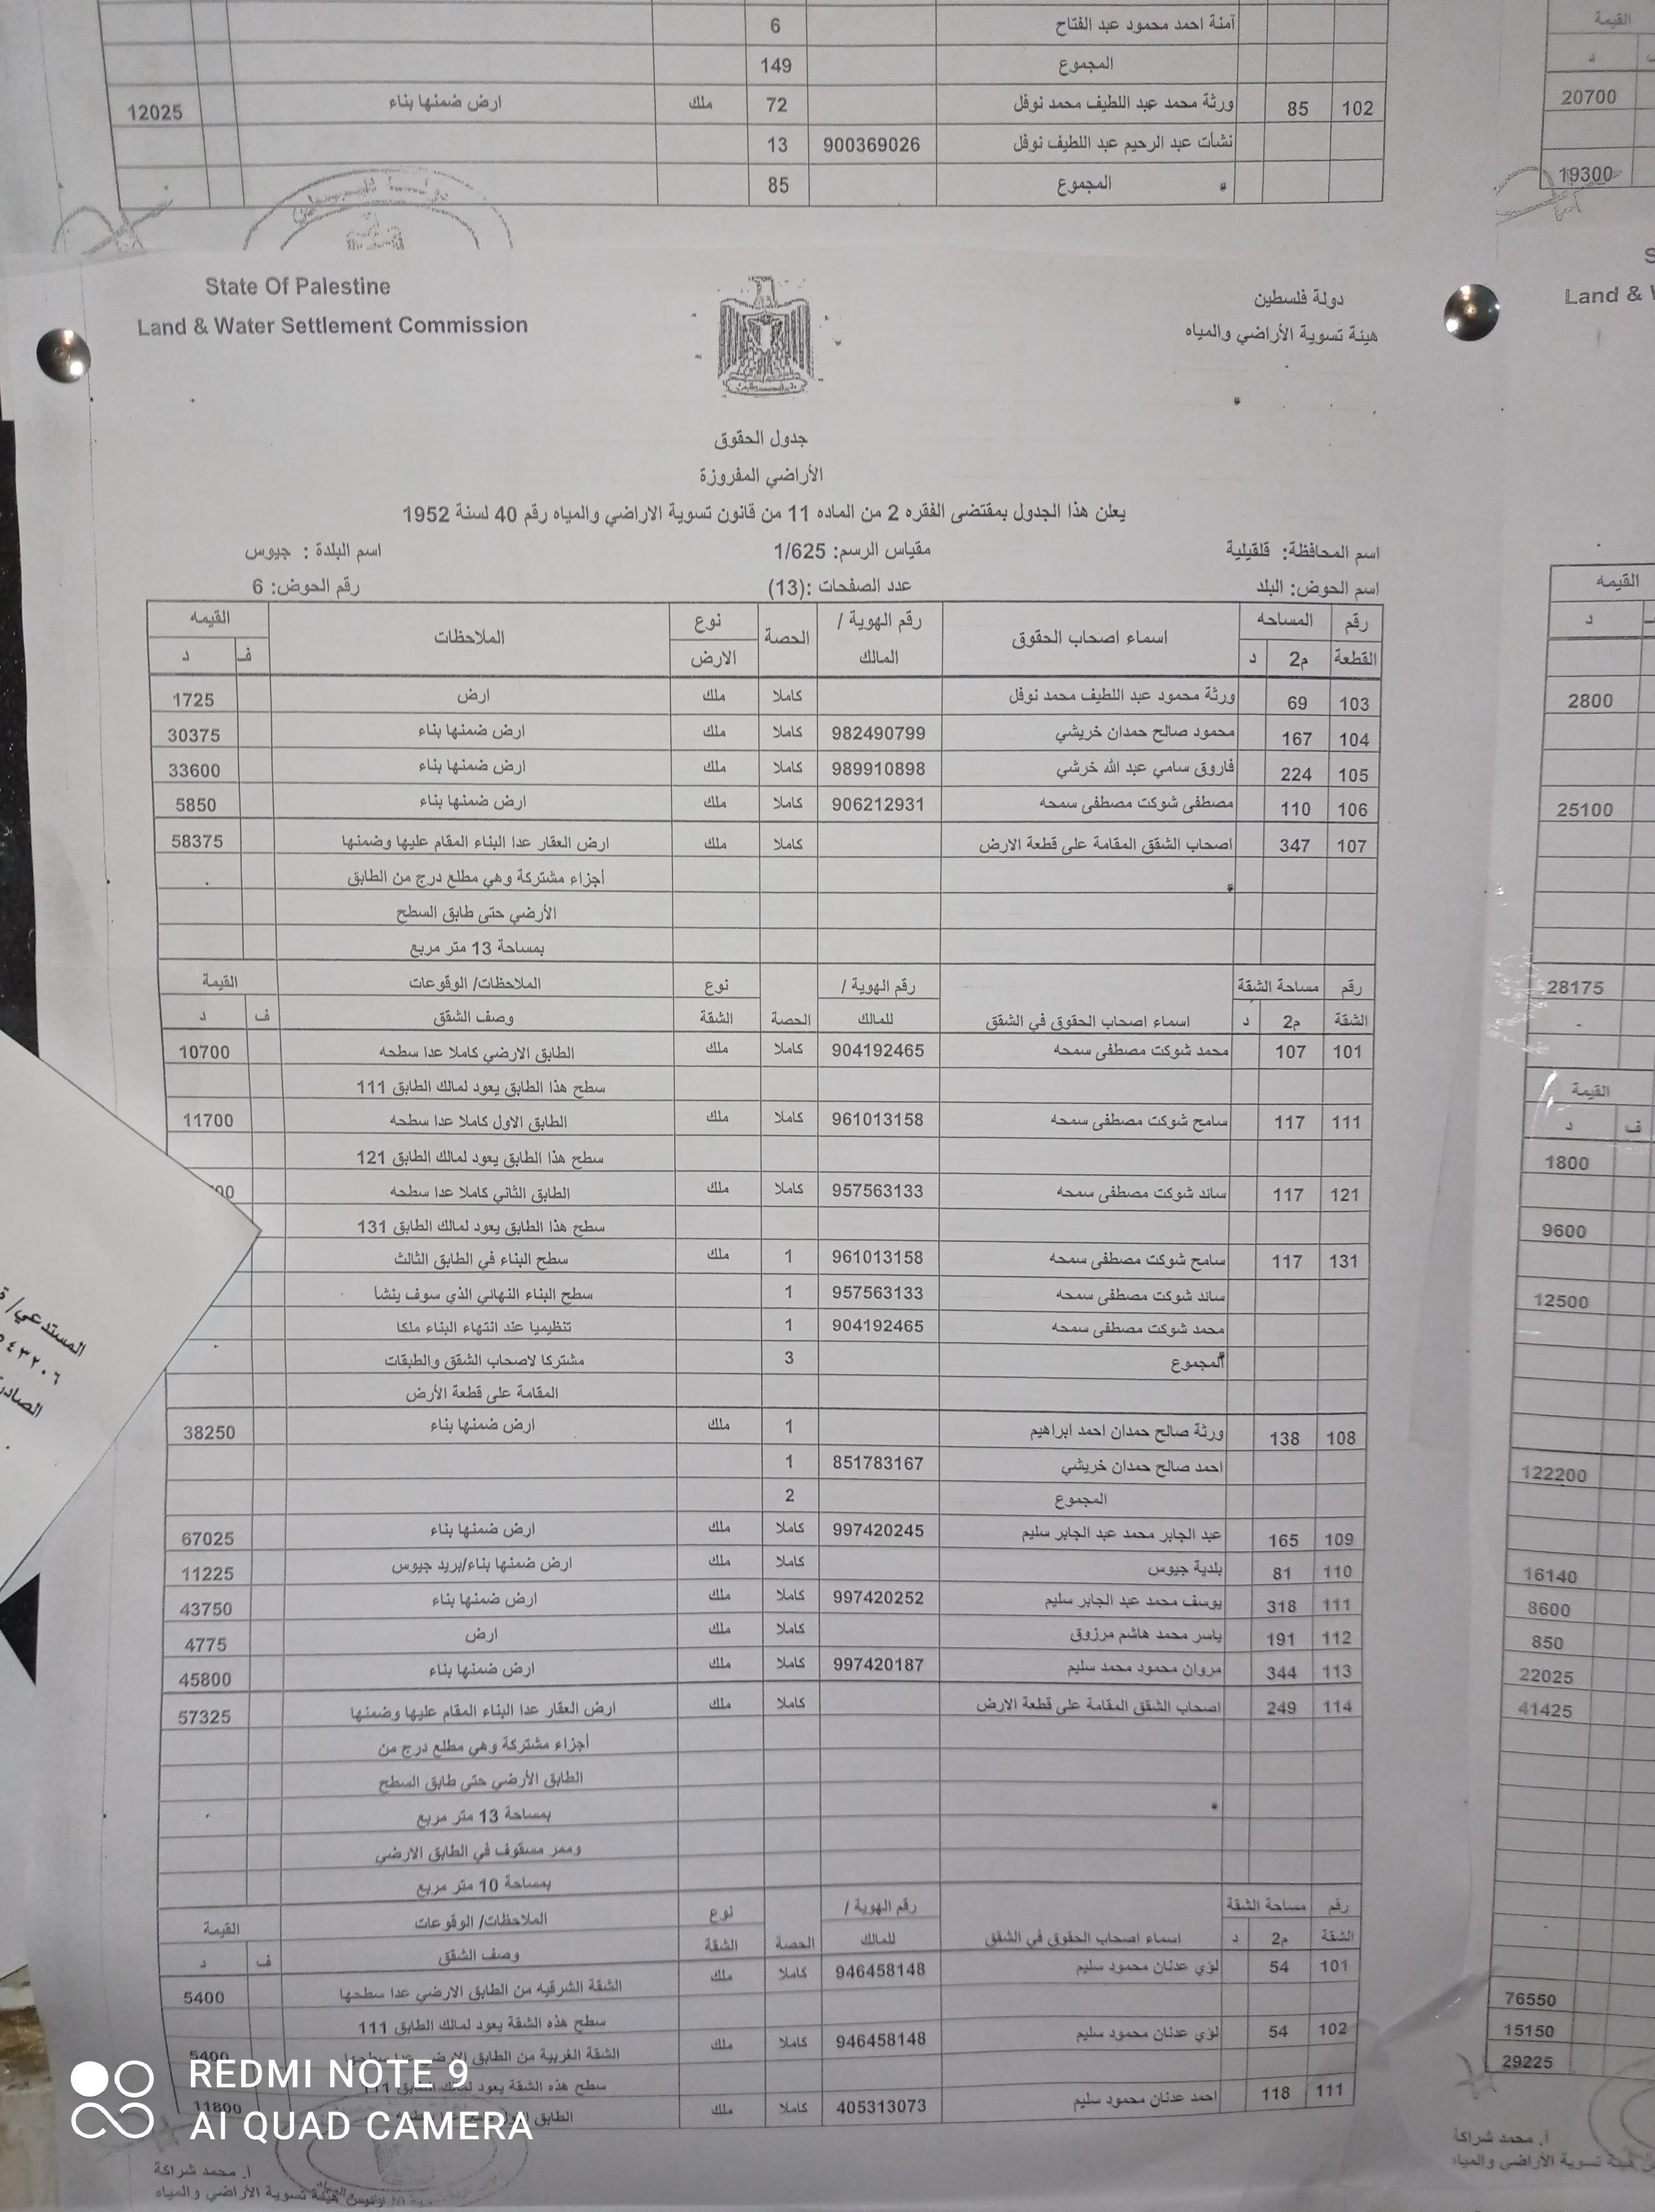 آمنة احمد محمود عبد الفتاح 6
المجموع 149
102 85 ورثة محمد عبد اللطيف محمد نوفل 72 ملك ارض ضمنها بناء 12025
نشأت عبد الرحيم عبد اللطيف نوفل 900369026 13
المجموع 85
State Of Palestine
Land & Water Settlement Commission
دولة فلسطين
هيئة تسوية الأراضي والمياه
جدول الحقوق
الأراضي المفروزة
يعلن هذا الجدول بمقتضى الفقره 2 من الماده 11 من قانون تسوية الاراضي والمياه رقم 40 لسنة 1952
اسم المحافظة: قلقيلية مقياس الرسم: 1/625 اسم البلدة : جيوس
اسم الحوض: البلد عدد الصفحات :(13) رقم الحوض: 6
رقم المساحه اسماء اصحاب الحقوق رقم الهوية / الحصة نوع الملاحظات القيمه
القطعة م2 د المالك الارض ف د
103 69 ورثة محمود عبد اللطيف محمد نوفل كاملا ملك ارض 1725
104 167 محمود صالح حمدان خريشي 982490799 كاملا ملك ارض ضمنها بناء 30375
105 224 فاروق سامي عبد الله خرشي 989910898 كاملا ملك ارض ضمنها بناء 33600
106 110 مصطفى شوكت مصطفى سمحه 906212931 كاملا ملك ارض ضمنها بناء 5850
107 347 اصحاب الشقق المقامة على قطعة الارض كاملا ملك ارض العقار عدا البناء المقام عليها وضمنها 58375
أجزاء مشتركة وهي مطلع درج من الطابق
الأرضي حتى طابق السطح
بمساحة 13 متر مربع
رقم مساحة الشقة رقم الهوية / نوع الملاحظات/ الوقوعات القيمة
الشقة م2 د اسماء اصحاب الحقوق في الشقق للمالك الحصة الشقة وصف الشقق ف د
101 107 محمد شوكت مصطفى سمحه 904192465 كاملا ملك الطابق الارضي كاملا عدا سطحه 10700
سطح هذا الطابق يعود لمالك الطابق 111
111 117 سامح شوكت مصطفى سمحه 961013158 كاملا ملك الطابق الاول كاملا عدا سطحه 11700
سطح هذا الطابق يعود لمالك الطابق 121
121 117 سائد شوكت مصطفى سمحه 957563133 كاملا ملك الطابق الثاني كاملا عدا سطحه
سطح هذا الطابق يعود لمالك الطابق 131
131 117 سامح شوكت مصطفى سمحه 961013158 1 ملك سطح البناء في الطابق الثالث
سائد شوكت مصطفى سمحه 957563133 1 سطح البناء النهائي الذي سوف ينشأ
محمد شوكت مصطفى سمحه 904192465 1 تنظيميا عند انتهاء البناء ملكا
المجموع 3 مشتركا لاصحاب الشقق والطبقات
المقامة على قطعة الأرض
108 138 ورثة صالح حمدان احمد ابراهيم 1 ملك ارض ضمنها بناء 38250
احمد صالح حمدان خريشي 851783167 1
المجموع 2
109 165 عبد الجابر محمد عبد الجابر سليم 997420245 كاملا ملك ارض ضمنها بناء 67025
110 81 بلدية جيوس كاملا ملك ارض ضمنها بناء/بريد جيوس 11225
111 318 يوسف محمد عبد الجابر سليم 997420252 كاملا ملك ارض ضمنها بناء 43750
112 191 ياسر محمد هاشم مرزوق كاملا ملك ارض 4775
113 344 مروان محمود محمد سليم 997420187 كاملا ملك ارض ضمنها بناء 45800
114 249 اصحاب الشقق المقامة على قطعة الارض كاملا ملك ارض العقار عدا البناء المقام عليها وضمنها 57325
أجزاء مشتركة وهي مطلع درج من
الطابق الأرضي حتى طابق السطح
بمساحة 13 متر مربع
وممر مسقوف في الطابق الارضي
بمساحة 10 متر مربع
رقم مساحة الشقة رقم الهوية / نوع الملاحظات/ الوقوعات القيمة
الشقة م2 د اسماء اصحاب الحقوق في الشقق للمالك الحصة الشقة وصف الشقق ف د
101 54 لؤي عدنان محمود سليم 946458148 كاملا ملك الشقة الشرقيه من الطابق الارضي عدا سطحها 5400
سطح هذه الشقة يعود لمالك الطابق 111
102 54 لؤي عدنان محمود سليم 946458148 كاملا ملك الشقة الغربية من الطابق الارضي عدا سطحها 5400
سطح هذه الشقة يعود لمالك الطابق 111
111 118 احمد عدنان محمود سليم 405313073 كاملا ملك الطابق 11800
أ. محمد شراكة
رئيس هيئة تسوية الأراضي والمياه
القيمة
د
20700
19300
Land &
القيمه
د
2800
25100
28175
القيمة
ف د
1800
9600
12500
122200
16140
8600
850
22025
41425
76550
15150
29225
أ. محمد شراكة
هيئة تسوية الأراضي والمياه
المستدعي/
٤٣٢٠٦
REDMI NOTE 9
AI QUAD CAMERA